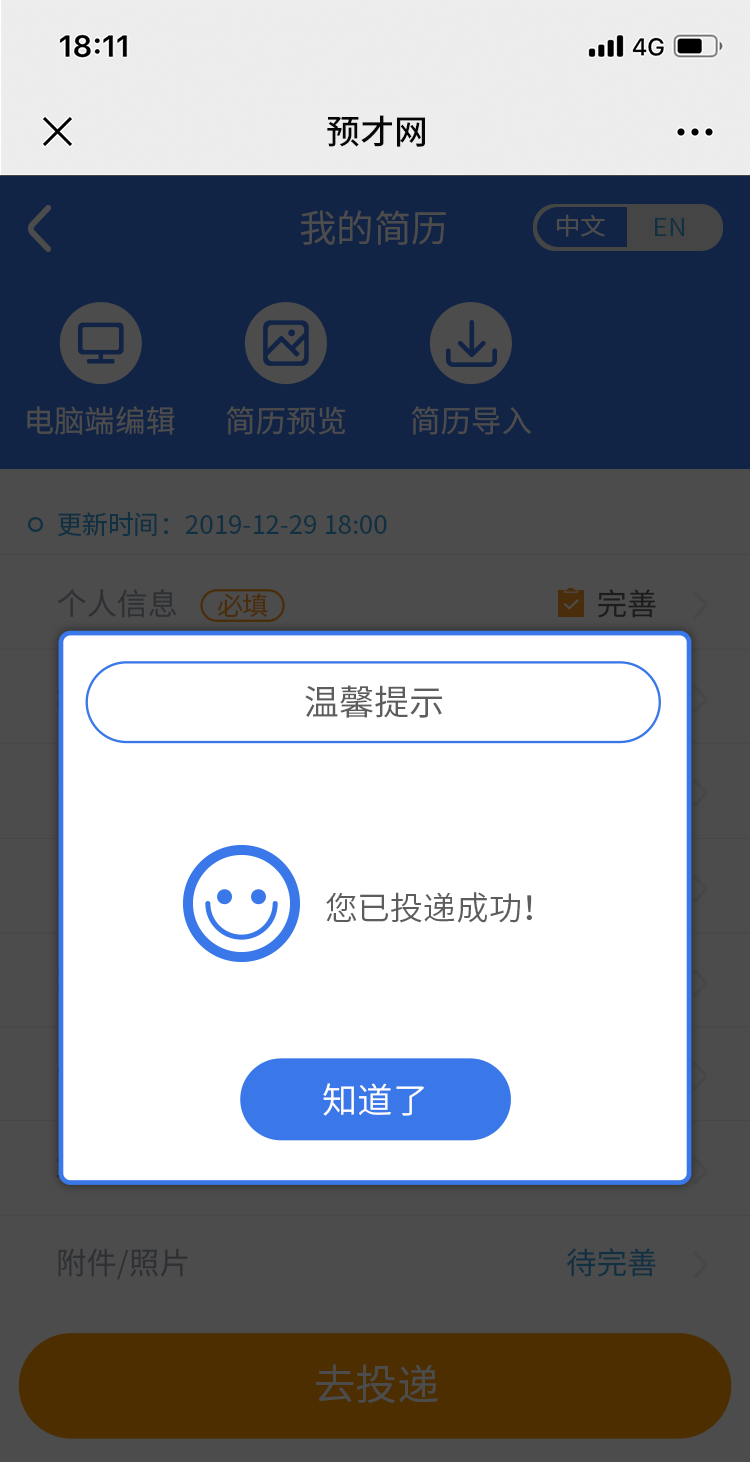 18:11 4G
预才网
我的简历 中文 EN
电脑端编辑 简历预览 简历导入
更新时间：2019-12-29 18:00
个人信息 必填 完善
温馨提示
您已投递成功！
知道了
附件/照片 待完善
去投递